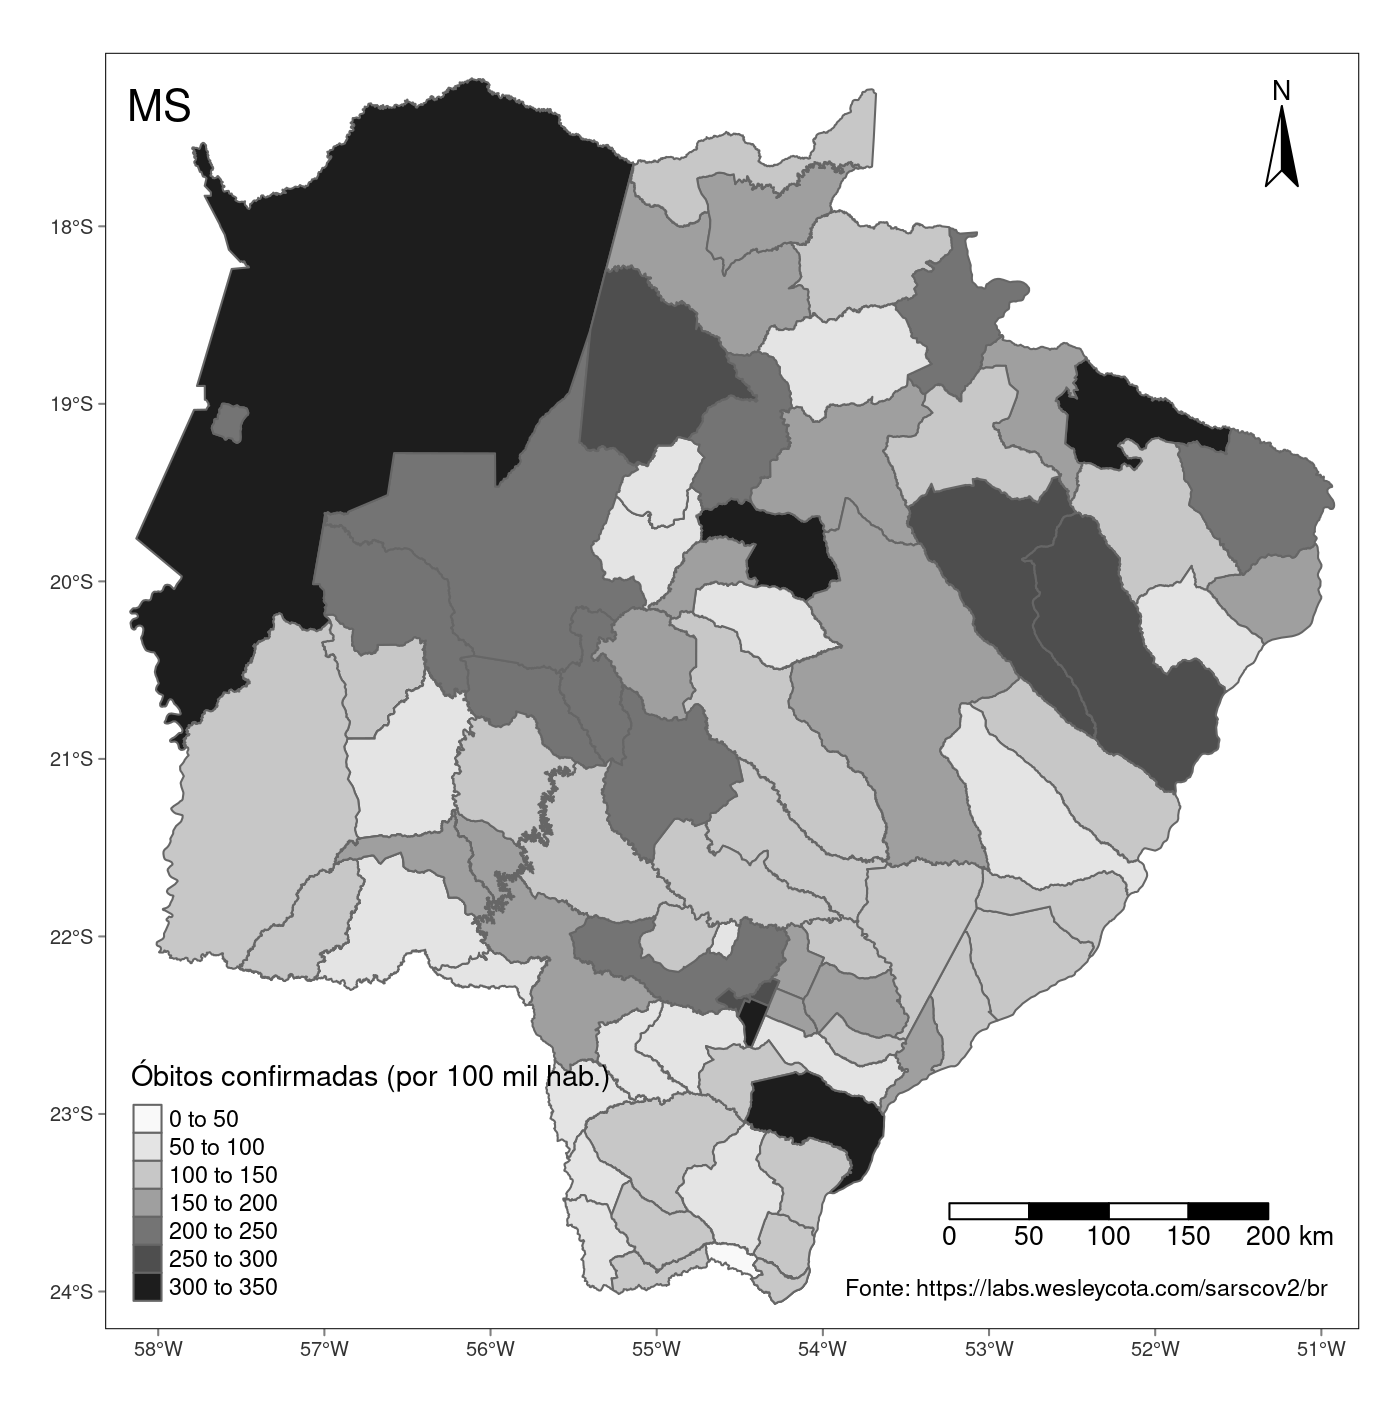 MS
N
18°S
19°S
20°S
21°S
22°S
23°S
24°S
Óbitos confirmadas (por 100 mil hab.)
0 to 50
50 to 100
100 to 150
150 to 200
200 to 250
250 to 300
300 to 350
0 50 100 150 200 km
Fonte: https://labs.wesleycota.com/sarscov2/br
58°W 57°W 56°W 55°W 54°W 53°W 52°W 51°W